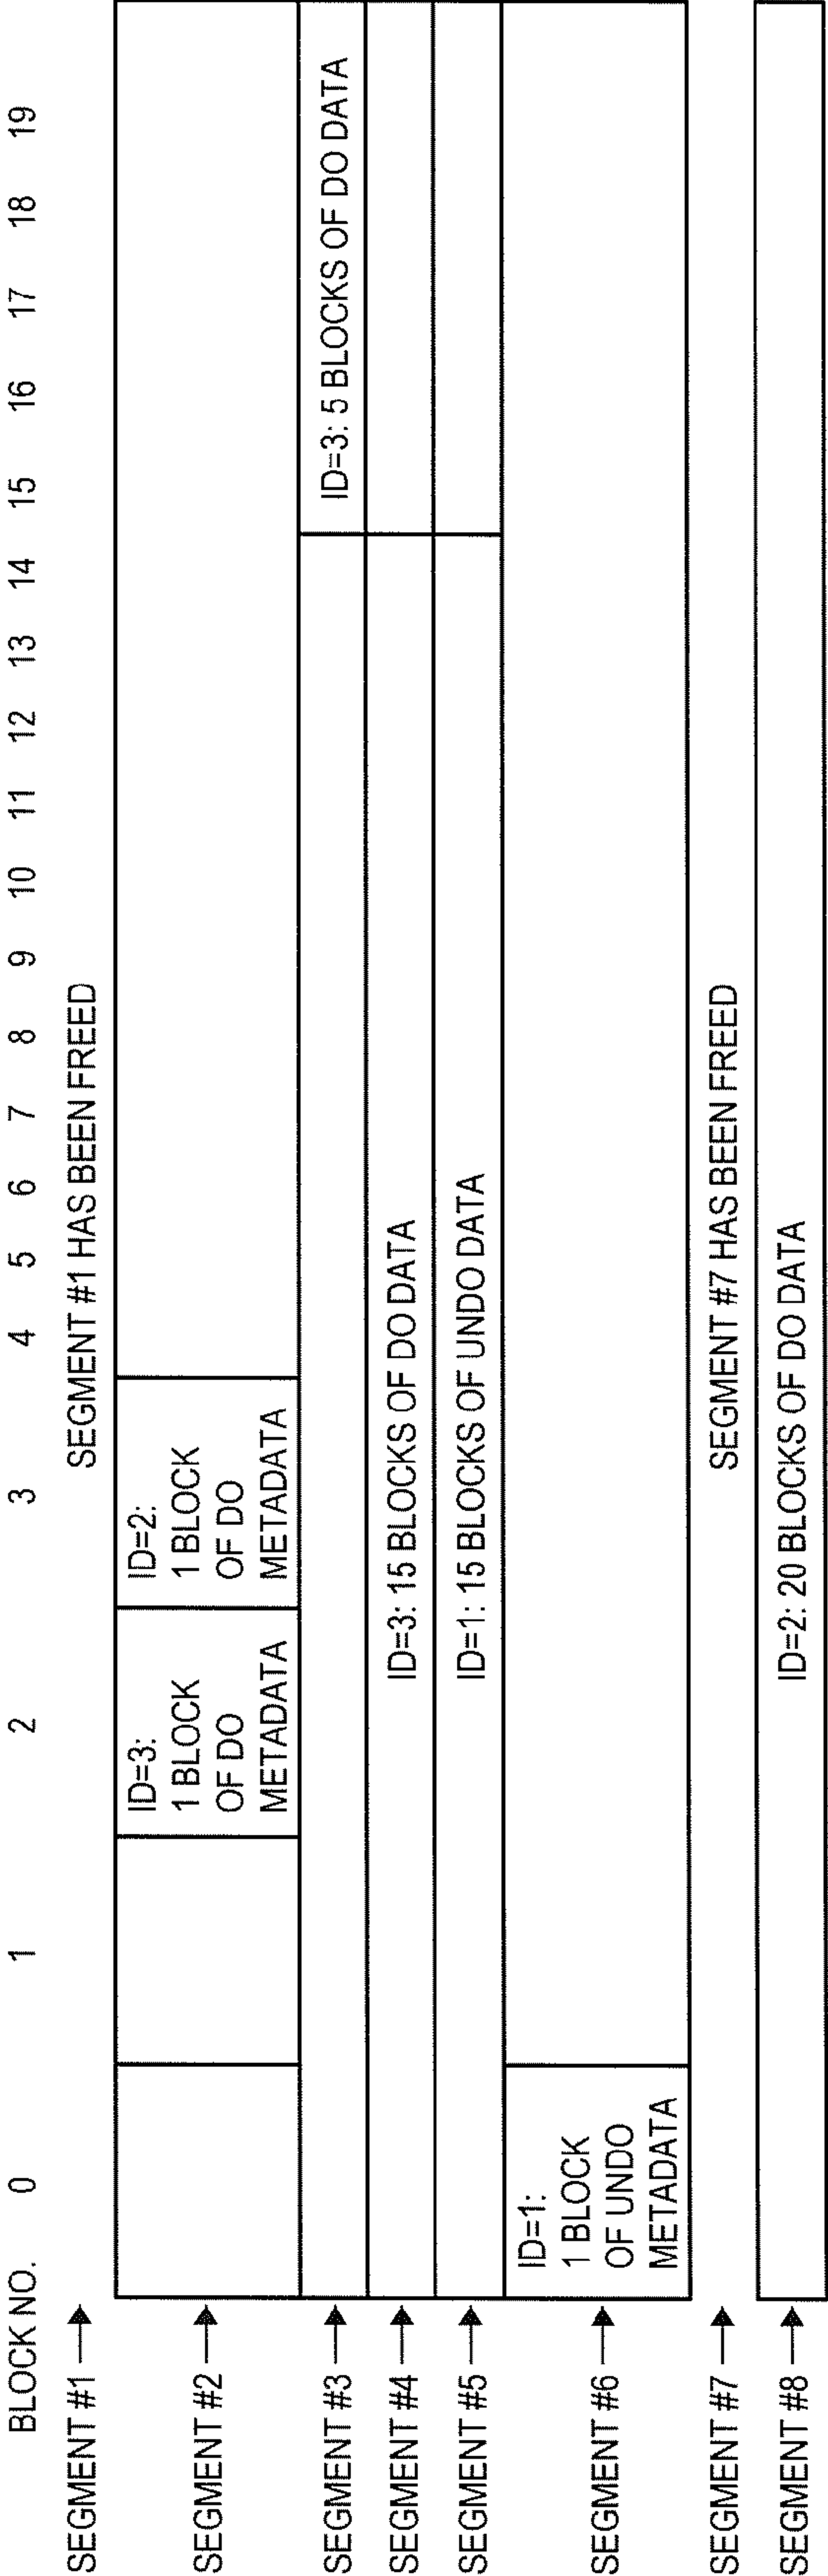 BLOCK NO. 0 1 2 3 4 5 6 7 8 9 10 11 12 13 14 15 16 17 18 19
SEGMENT #1 SEGMENT #1 HAS BEEN FREED
SEGMENT #2
ID=3:
1 BLOCK
OF DO
METADATA
ID=2:
1 BLOCK
OF DO
METADATA
SEGMENT #3 ID=3: 5 BLOCKS OF DO DATA
SEGMENT #4 ID=3: 15 BLOCKS OF DO DATA
SEGMENT #5 ID=1: 15 BLOCKS OF UNDO DATA
SEGMENT #6
ID=1:
1 BLOCK
OF UNDO
METADATA
SEGMENT #7 SEGMENT #7 HAS BEEN FREED
SEGMENT #8 ID=2: 20 BLOCKS OF DO DATA